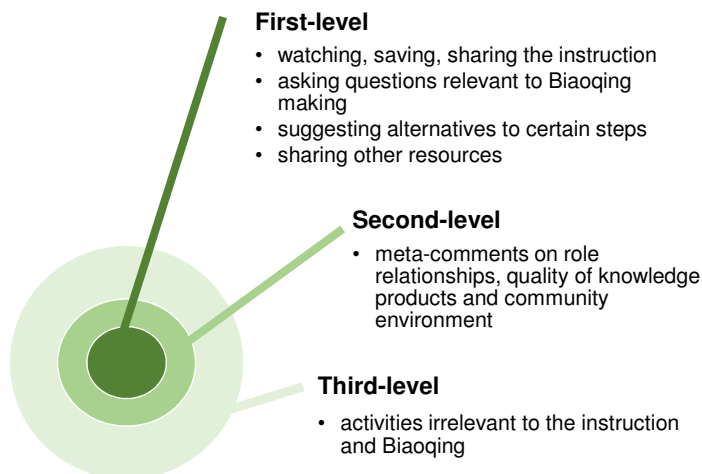 First-level
• watching, saving, sharing the instruction
• asking questions relevant to Biaoqing
making
• suggesting alternatives to certain steps
• sharing other resources
Second-level
• meta-comments on role
relationships, quality of knowledge
products and community
environment
Third-level
• activities irrelevant to the instruction
and Biaoqing